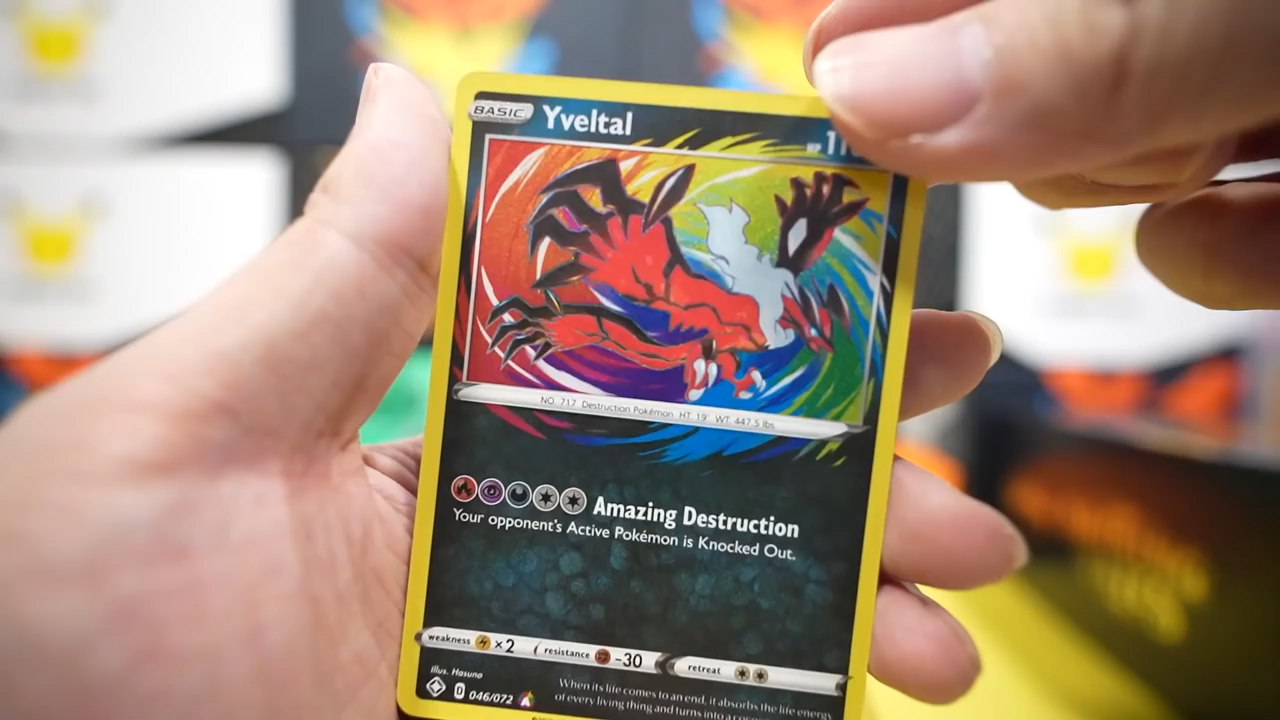 BASIC Yveltal HP
NO. 717 Destruction Pokémon HT: 19' WT: 447.5 lbs.
Amazing Destruction
Your opponent's Active Pokémon is Knocked Out.
weakness ×2 resistance -30 retreat
Illus. Hasuno
D 046/072 A
When its life comes to an end, it absorbs the life energy
of every living thing and turns into a